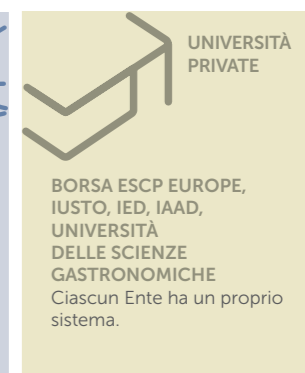 UNIVERSITÀ
PRIVATE
BORSA ESCP EUROPE,
IUSTO, IED, IAAD,
UNIVERSITÀ
DELLE SCIENZE
GASTRONOMICHE
Ciascun Ente ha un proprio
sistema.